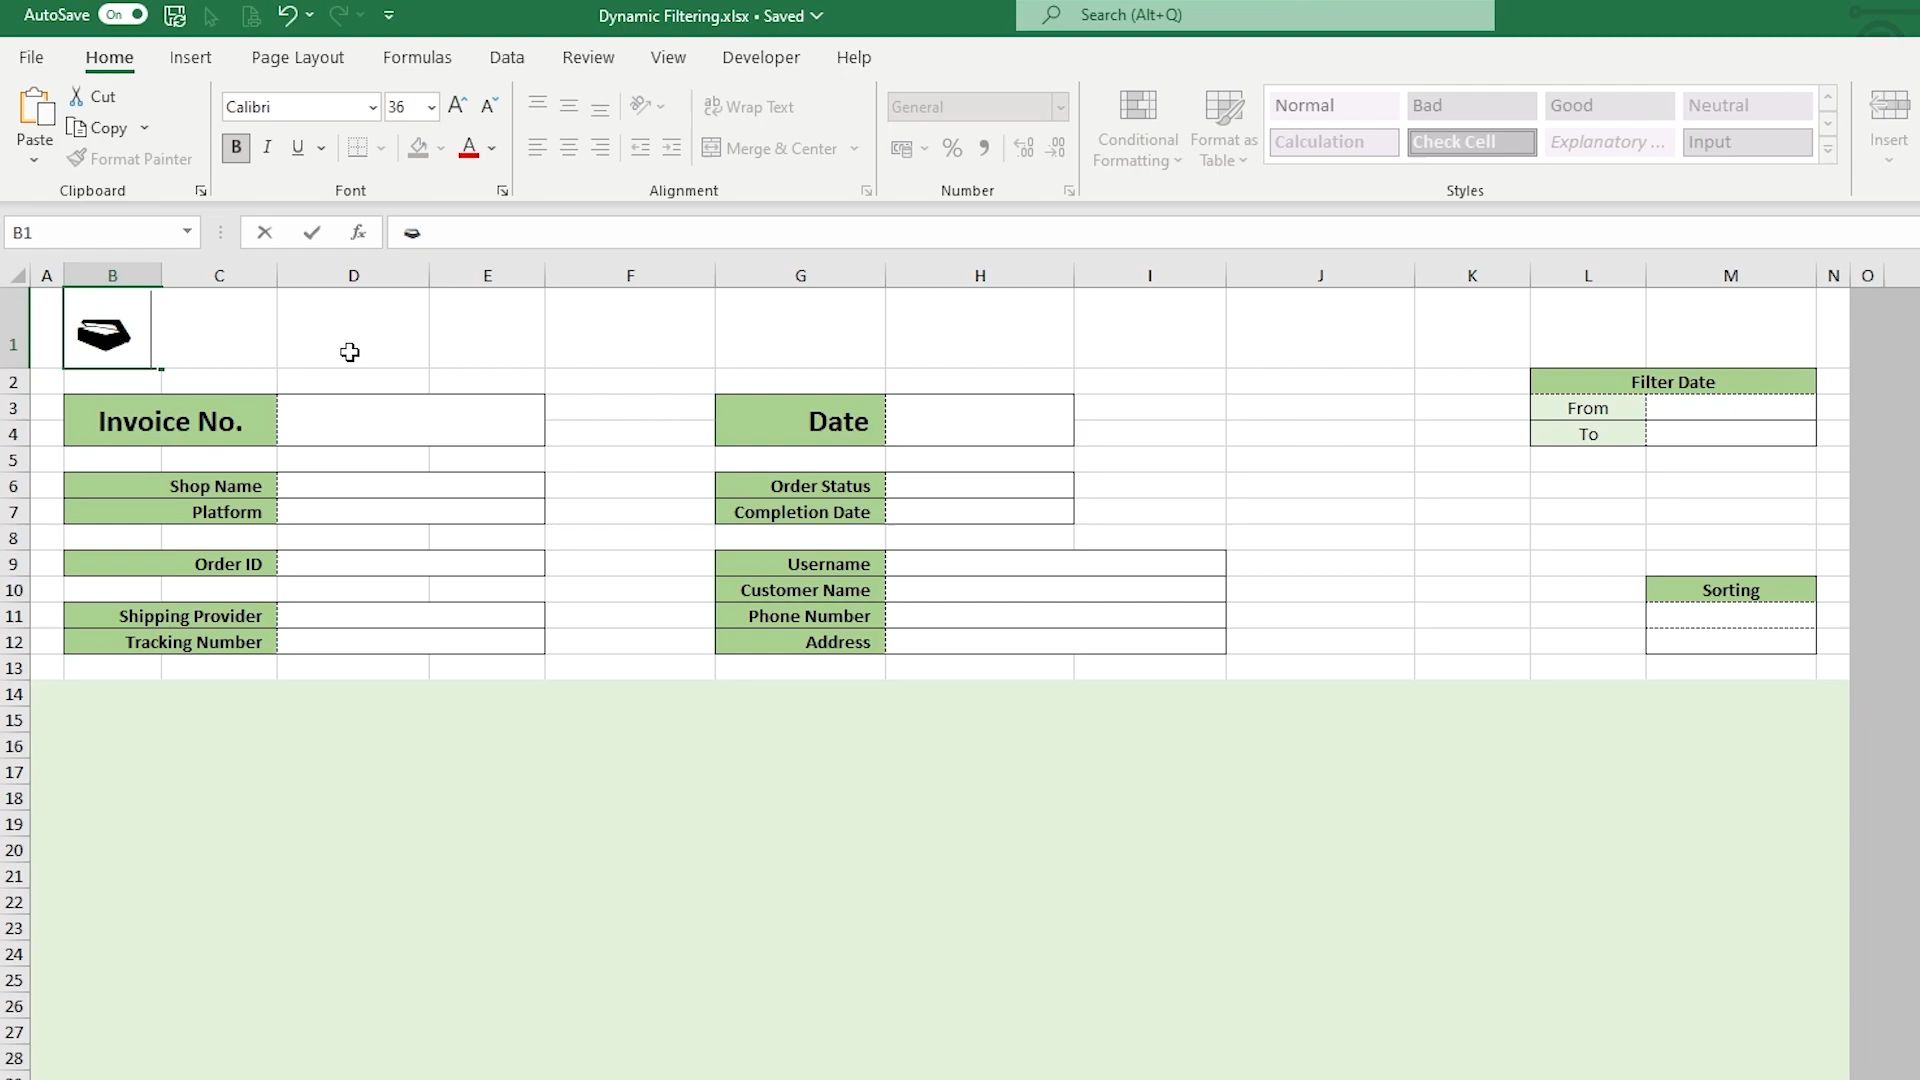 AutoSave On Dynamic Filtering.xlsx • Saved Search (Alt+Q)
File Home Insert Page Layout Formulas Data Review View Developer Help
Paste
Cut
Copy
Format Painter
Clipboard
Calibri 36
B I U A
Font
Wrap Text
Merge & Center
Alignment
General
%
Number
Conditional Formatting
Format as Table
Normal Bad Good Neutral
Calculation Check Cell Explanatory ... Input
Styles
Insert
B1 fx
A B C D E F G H I J K L M N O
1
2 Filter Date
3 From
Invoice No. Date
4 To
5
6 Shop Name Order Status
7 Platform Completion Date
8
9 Order ID Username
10 Customer Name Sorting
11 Shipping Provider Phone Number
12 Tracking Number Address
13
14
15
16
17
18
19
20
21
22
23
24
25
26
27
28